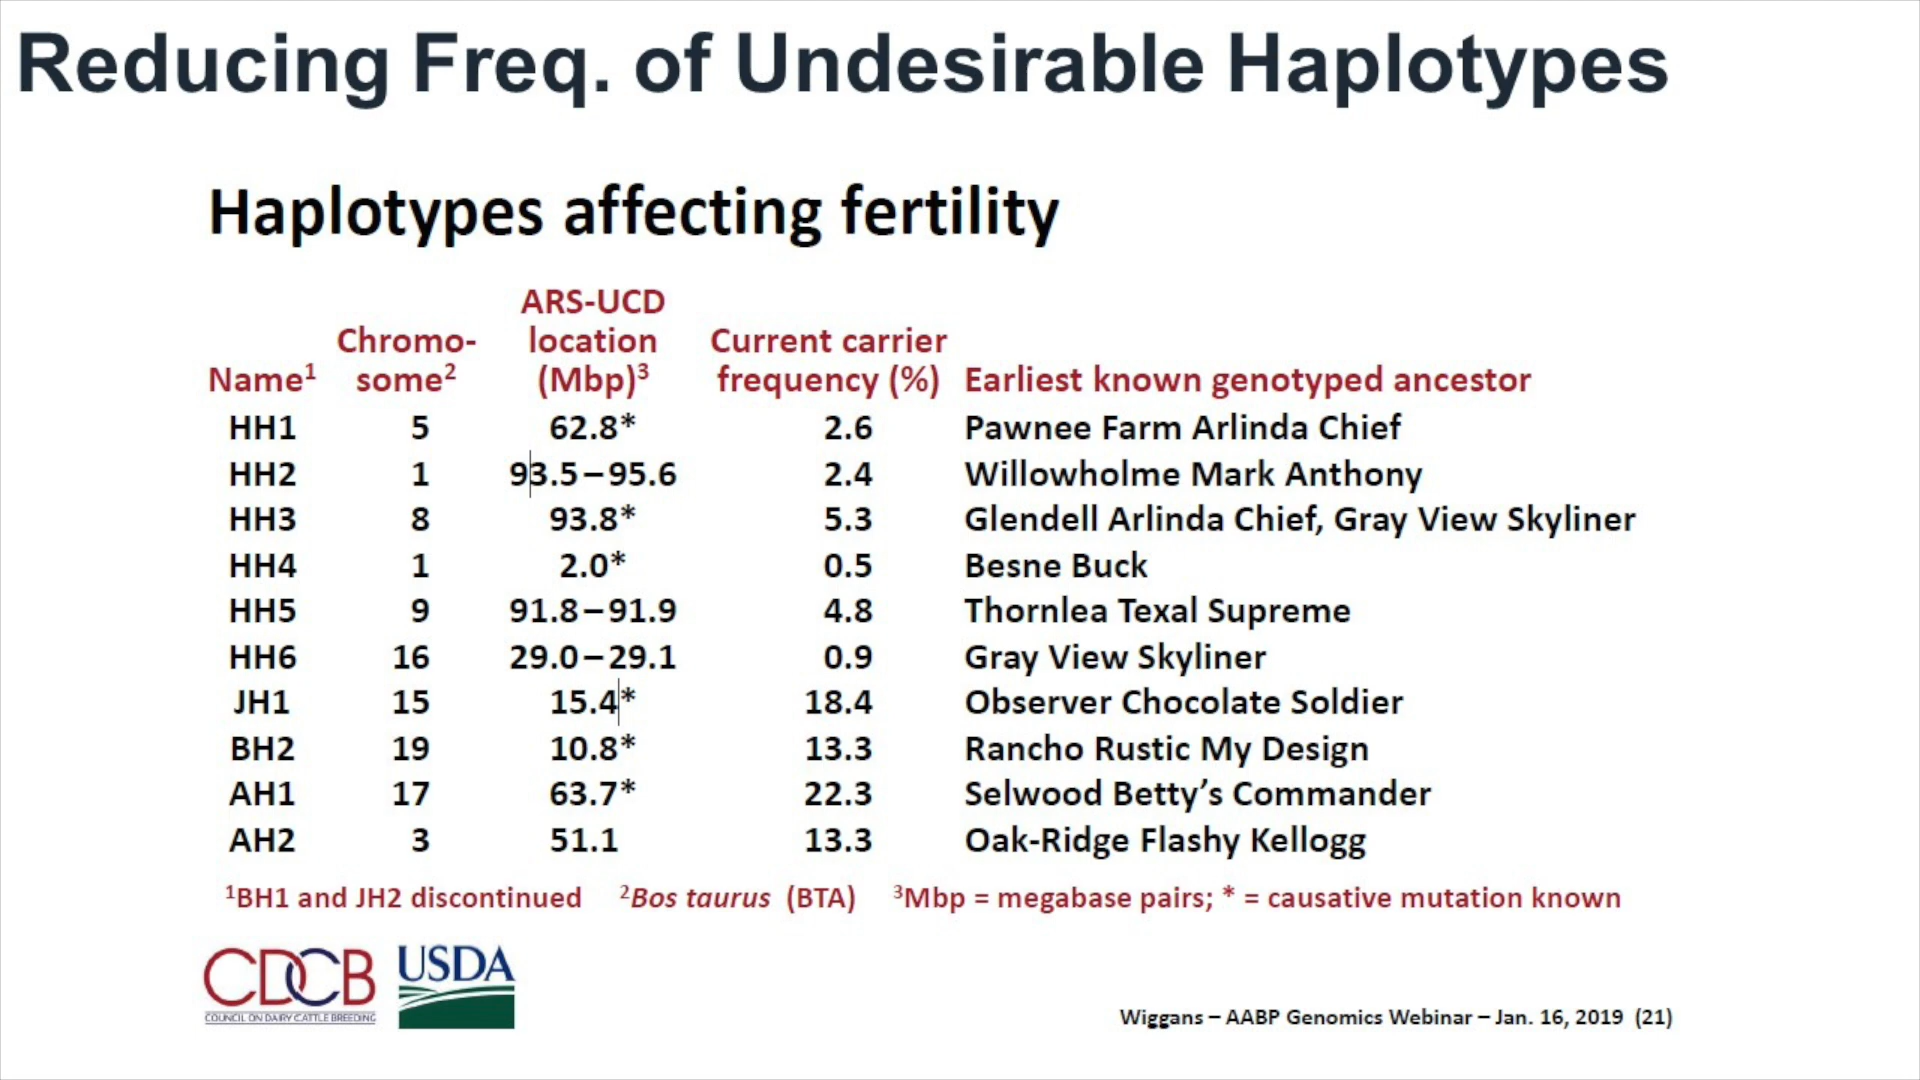 Reducing Freq. of Undesirable Haplotypes
Haplotypes affecting fertility
Name¹ Chromo-some² ARS-UCD location (Mbp)³ Current carrier frequency (%) Earliest known genotyped ancestor
HH1 5 62.8* 2.6 Pawnee Farm Arlinda Chief
HH2 1 93.5–95.6 2.4 Willowholme Mark Anthony
HH3 8 93.8* 5.3 Glendell Arlinda Chief, Gray View Skyliner
HH4 1 2.0* 0.5 Besne Buck
HH5 9 91.8–91.9 4.8 Thornlea Texal Supreme
HH6 16 29.0–29.1 0.9 Gray View Skyliner
JH1 15 15.4* 18.4 Observer Chocolate Soldier
BH2 19 10.8* 13.3 Rancho Rustic My Design
AH1 17 63.7* 22.3 Selwood Betty’s Commander
AH2 3 51.1 13.3 Oak-Ridge Flashy Kellogg
¹BH1 and JH2 discontinued ²Bos taurus (BTA) ³Mbp = megabase pairs; * = causative mutation known
CDCB
COUNCIL ON DAIRY CATTLE BREEDING
USDA
Wiggans – AABP Genomics Webinar – Jan. 16, 2019 (21)